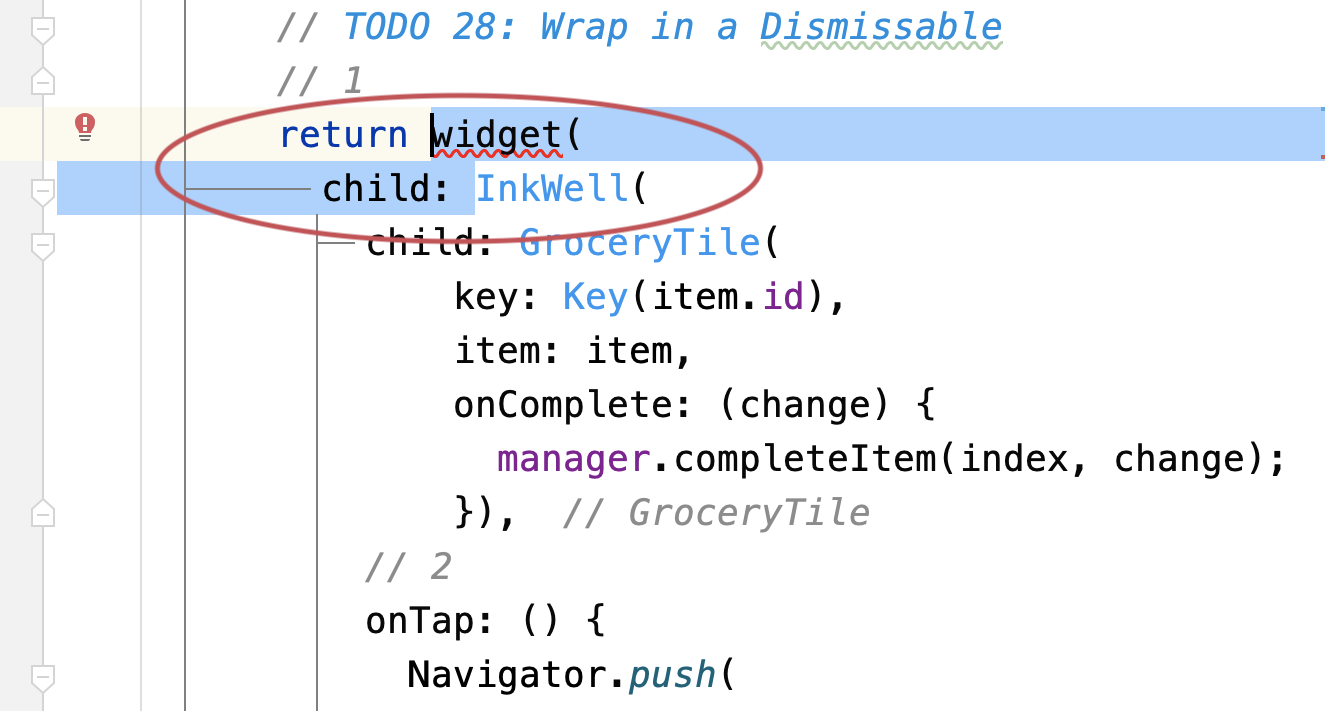 // TODO 28: Wrap in a Dismissable
// 1
return widget(
child: InkWell(
child: GroceryTile(
key: Key(item.id),
item: item,
onComplete: (change) {
manager.completeItem(index, change);
}), // GroceryTile
// 2
onTap: () {
Navigator.push(